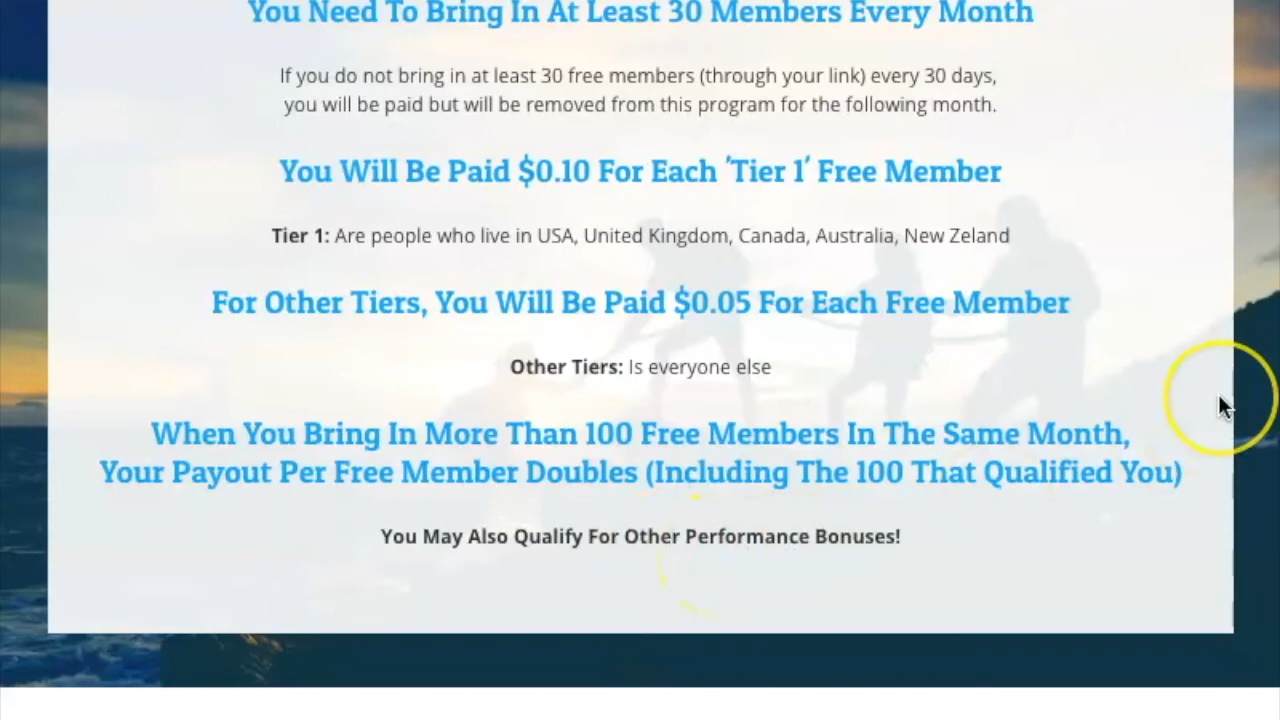 You Need To Bring In At Least 30 Members Every Month
If you do not bring in at least 30 free members (through your link) every 30 days,
you will be paid but will be removed from this program for the following month.
You Will Be Paid $0.10 For Each 'Tier 1' Free Member
Tier 1: Are people who live in USA, United Kingdom, Canada, Australia, New Zeland
For Other Tiers, You Will Be Paid $0.05 For Each Free Member
Other Tiers: Is everyone else
When You Bring In More Than 100 Free Members In The Same Month,
Your Payout Per Free Member Doubles (Including The 100 That Qualified You)
You May Also Qualify For Other Performance Bonuses!